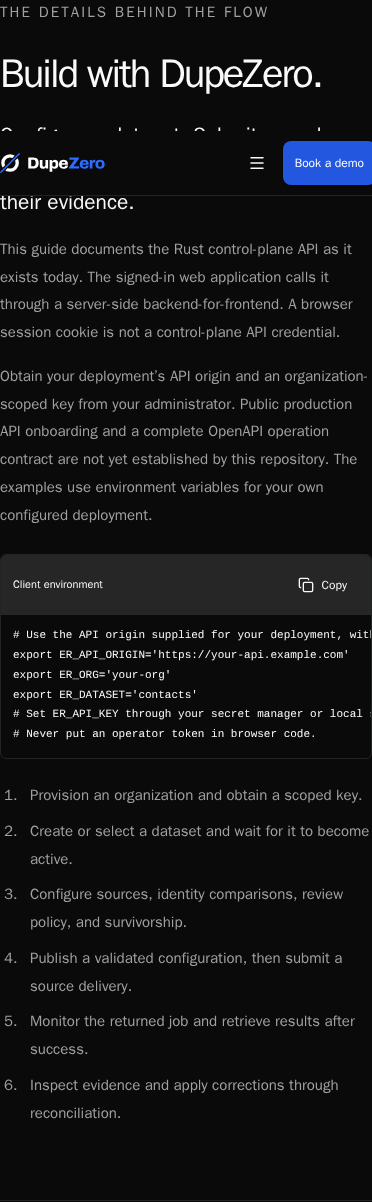 THE DETAILS BEHIND THE FLOW
Build with DupeZero.
DupeZero
Book a demo
their evidence.
This guide documents the Rust control-plane API as it
exists today. The signed-in web application calls it
through a server-side backend-for-frontend. A browser
session cookie is not a control-plane API credential.
Obtain your deployment’s API origin and an organization-
scoped key from your administrator. Public production
API onboarding and a complete OpenAPI operation
contract are not yet established by this repository. The
examples use environment variables for your own
configured deployment.
Client environment
Copy
# Use the API origin supplied for your deployment, with
export ER_API_ORIGIN='https://your-api.example.com'
export ER_ORG='your-org'
export ER_DATASET='contacts'
# Set ER_API_KEY through your secret manager or local
# Never put an operator token in browser code.
1. Provision an organization and obtain a scoped key.
2. Create or select a dataset and wait for it to become
active.
3. Configure sources, identity comparisons, review
policy, and survivorship.
4. Publish a validated configuration, then submit a
source delivery.
5. Monitor the returned job and retrieve results after
success.
6. Inspect evidence and apply corrections through
reconciliation.